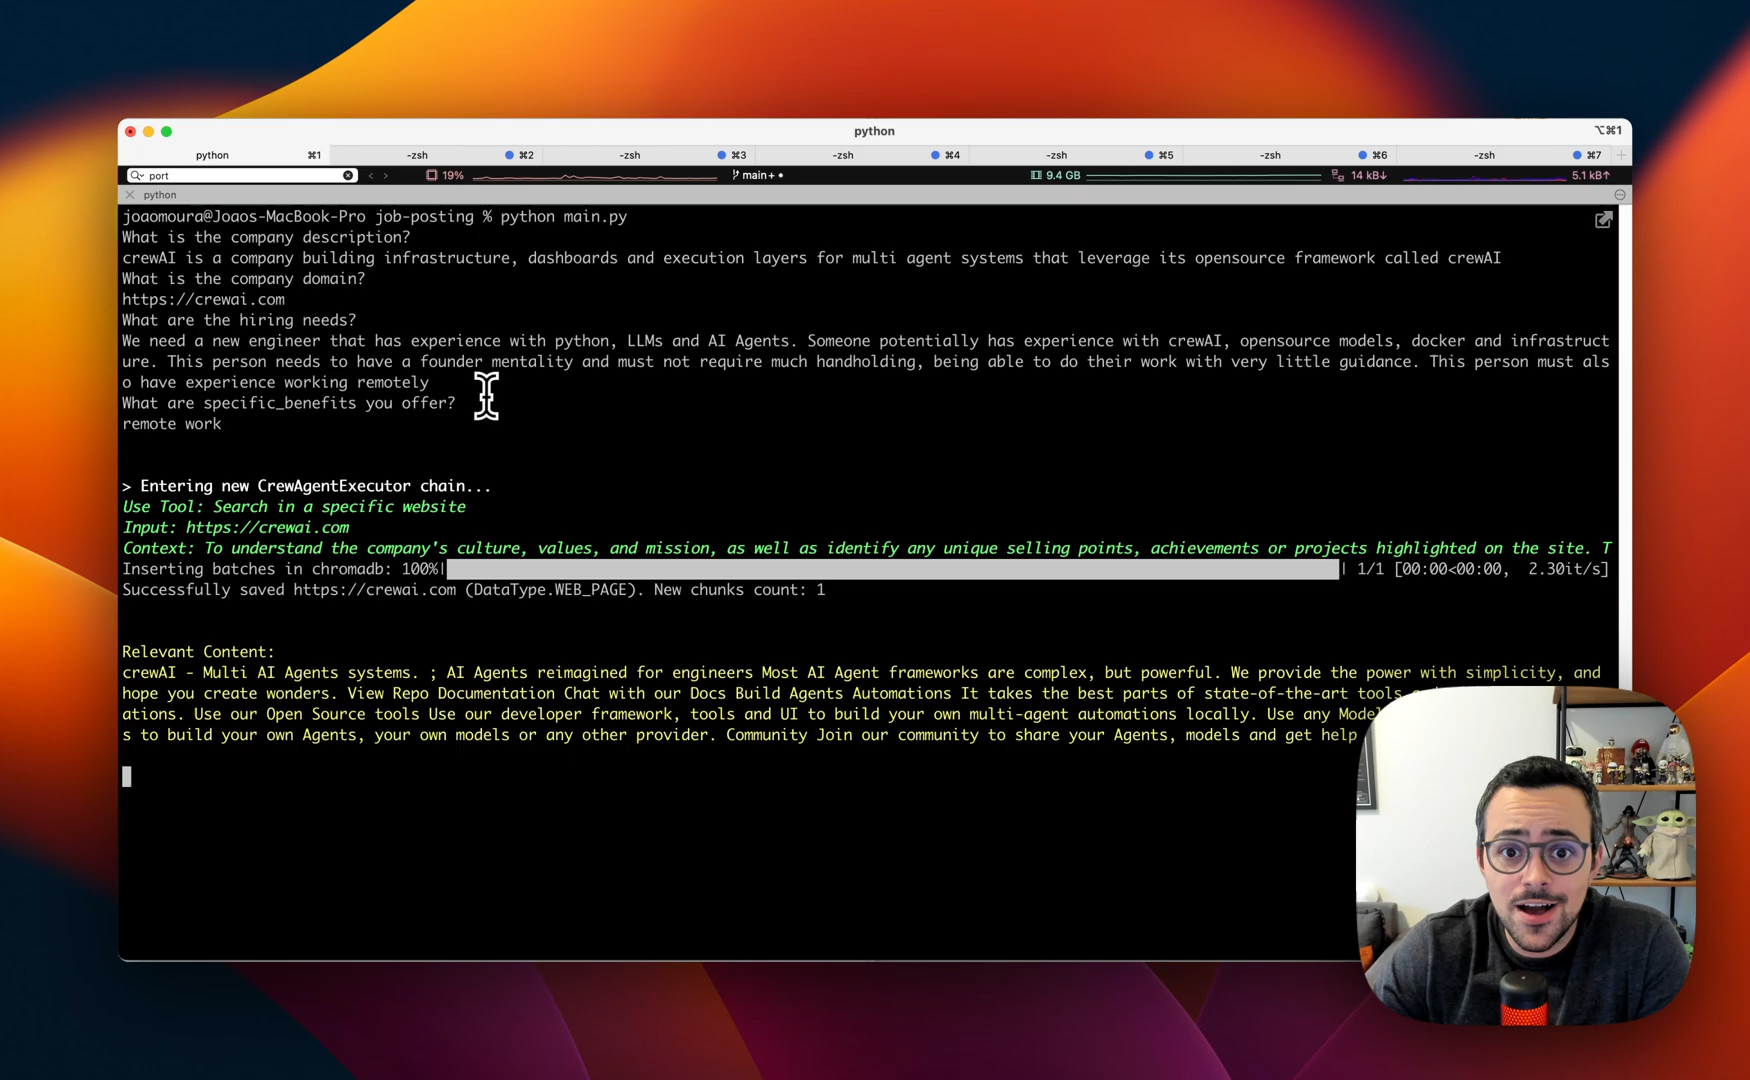 python
⌥⌘1
python ⌘1 -zsh ⌘2 -zsh ⌘3 -zsh ⌘4 -zsh ⌘5 -zsh ⌘6 -zsh ⌘7
port 19% main+ • 9.4 GB 14 kB↓ 5.1 kB↑
python
joaomoura@Joaos-MacBook-Pro job-posting % python main.py
What is the company description?
crewAI is a company building infrastructure, dashboards and execution layers for multi agent systems that leverage its opensource framework called crewAI
What is the company domain?
https://crewai.com
What are the hiring needs?
We need a new engineer that has experience with python, LLMs and AI Agents. Someone potentially has experience with crewAI, opensource models, docker and infrastruct
ure. This person needs to have a founder mentality and must not require much handholding, being able to do their work with very little guidance. This person must als
o have experience working remotely
What are specific_benefits you offer?
remote work
> Entering new CrewAgentExecutor chain...
Use Tool: Search in a specific website
Input: https://crewai.com
Context: To understand the company's culture, values, and mission, as well as identify any unique selling points, achievements or projects highlighted on the site. T
Inserting batches in chromadb: 100%| | 1/1 [00:00<00:00, 2.30it/s]
Successfully saved https://crewai.com (DataType.WEB_PAGE). New chunks count: 1
Relevant Content:
crewAI - Multi AI Agents systems. ; AI Agents reimagined for engineers Most AI Agent frameworks are complex, but powerful. We provide the power with simplicity, and
hope you create wonders. View Repo Documentation Chat with our Docs Build Agents Automations It takes the best parts of state-of-the-art tools
ations. Use our Open Source tools Use our developer framework, tools and UI to build your own multi-agent automations locally. Use any Model
s to build your own Agents, your own models or any other provider. Community Join our community to share your Agents, models and get help